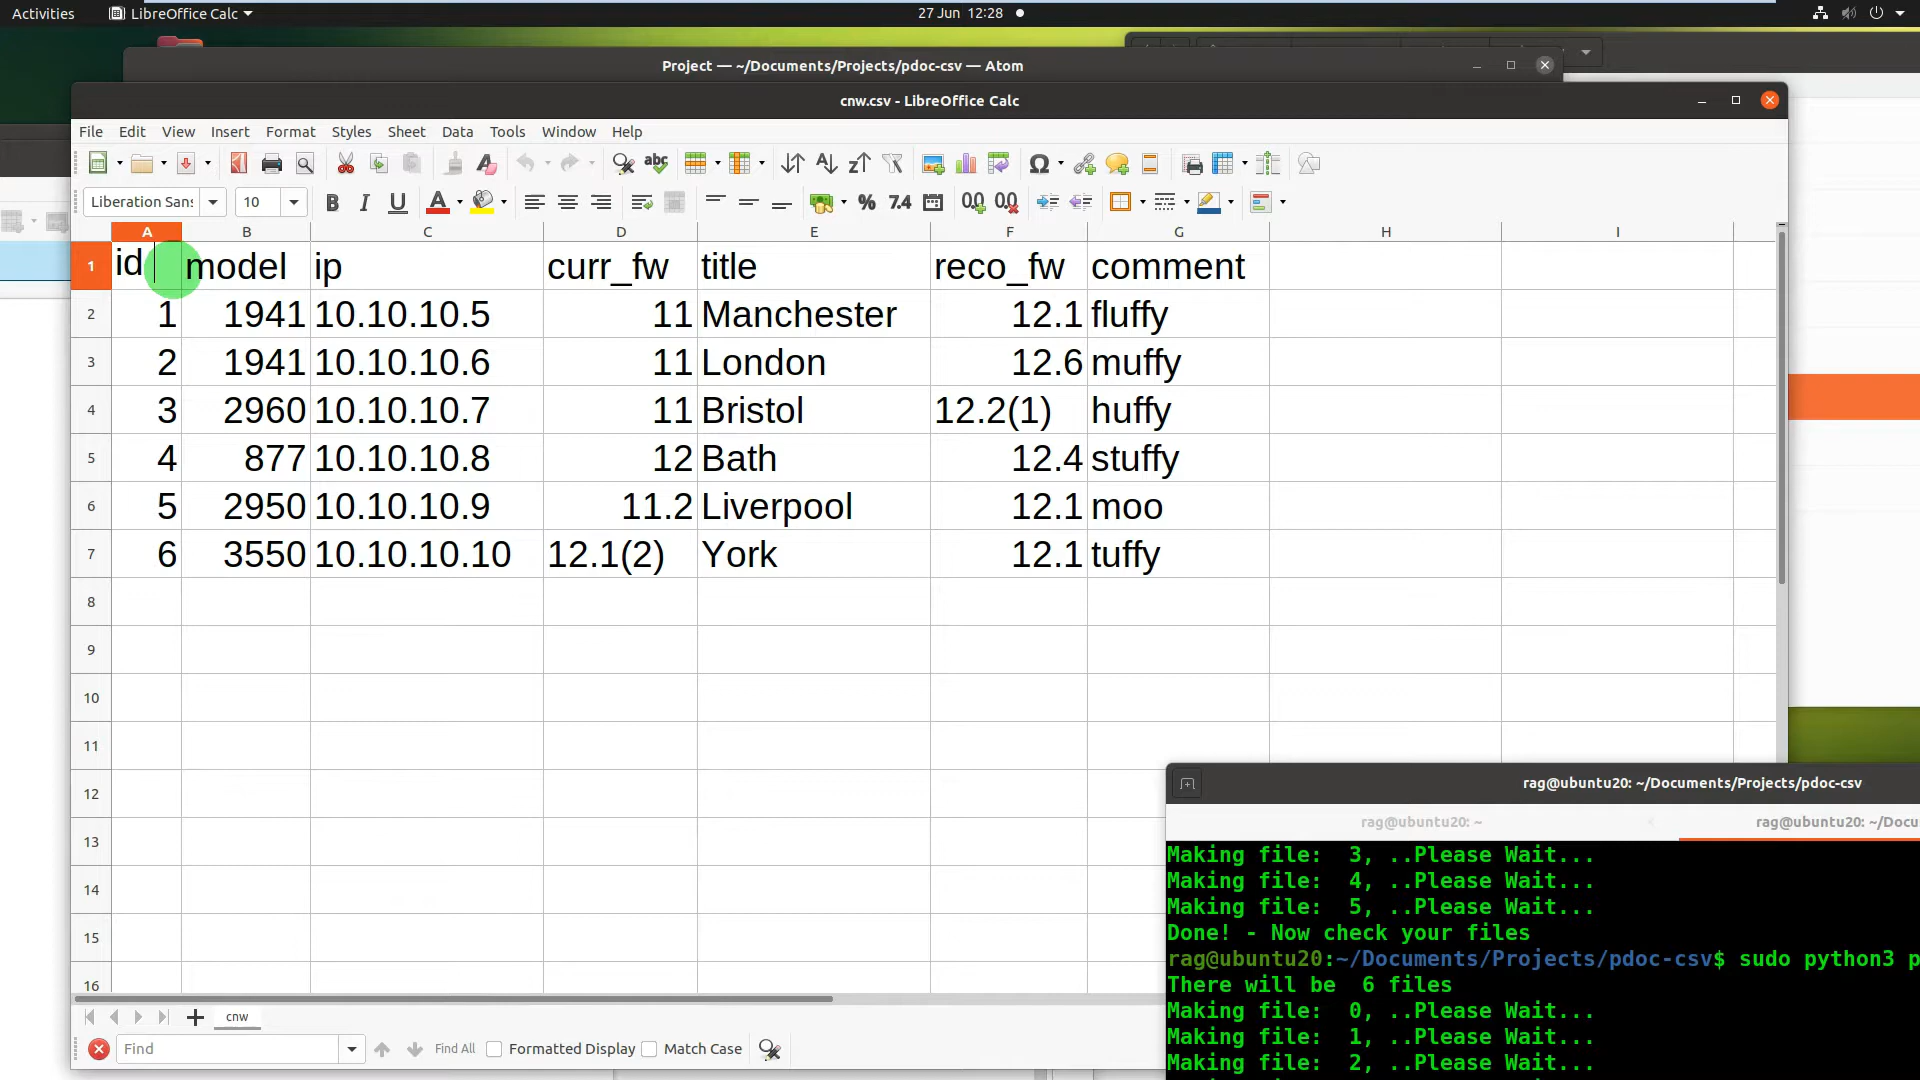 Activities LibreOffice Calc 27 Jun 12:28
Project — ~/Documents/Projects/pdoc-csv — Atom
cnw.csv - LibreOffice Calc
File Edit View Insert Format Styles Sheet Data Tools Window Help
Liberation Sans 10
A B C D E F G H I
1 id model ip curr_fw title reco_fw comment
2 1 1941 10.10.10.5 11 Manchester 12.1 fluffy
3 2 1941 10.10.10.6 11 London 12.6 muffy
4 3 2960 10.10.10.7 11 Bristol 12.2(1) huffy
5 4 877 10.10.10.8 12 Bath 12.4 stuffy
6 5 2950 10.10.10.9 11.2 Liverpool 12.1 moo
7 6 3550 10.10.10.10 12.1(2) York 12.1 tuffy
8
9
10
11
12
13
14
15
16
cnw
Find Find All Formatted Display Match Case
rag@ubuntu20: ~/Documents/Projects/pdoc-csv
rag@ubuntu20: ~ rag@ubuntu20: ~/Docu
Making file:  3, ..Please Wait...
Making file:  4, ..Please Wait...
Making file:  5, ..Please Wait...
Done! - Now check your files
rag@ubuntu20:~/Documents/Projects/pdoc-csv$ sudo python3 p
There will be  6 files
Making file:  0, ..Please Wait...
Making file:  1, ..Please Wait...
Making file:  2, ..Please Wait...